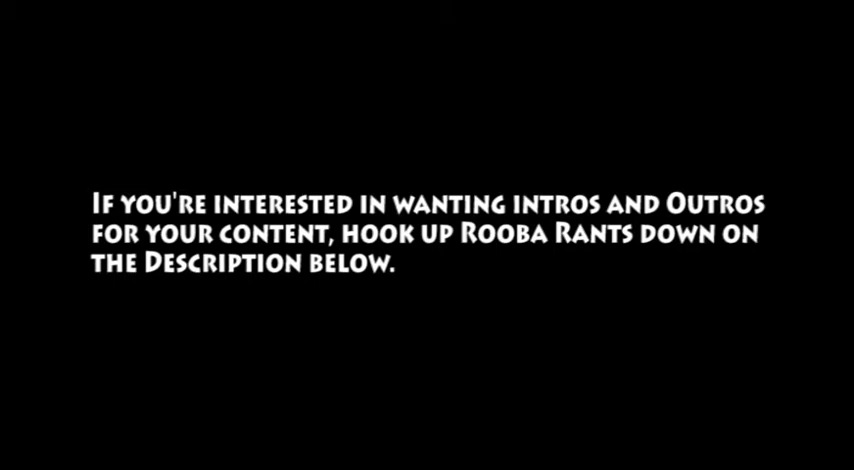 If you're interested in wanting intros and Outros
for your content, hook up Rooba Rants down on
the Description below.